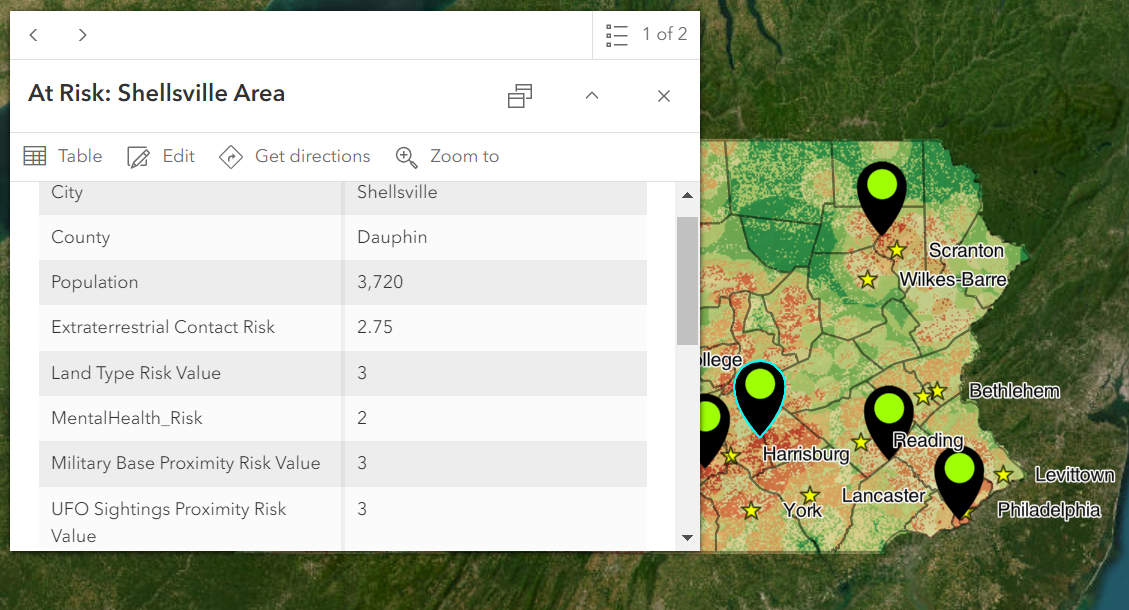 1 of 2
At Risk: Shellsville Area
Table Edit Get directions Zoom to
City Shellsville
County Dauphin
Population 3,720
Extraterrestrial Contact Risk 2.75
Land Type Risk Value 3
MentalHealth_Risk 2
Military Base Proximity Risk Value 3
UFO Sightings Proximity Risk 3
Value
Scranton
Wilkes-Barre
llege
Bethlehem
Reading
Harrisburg
Levittown
Lancaster
York
Philadelphia